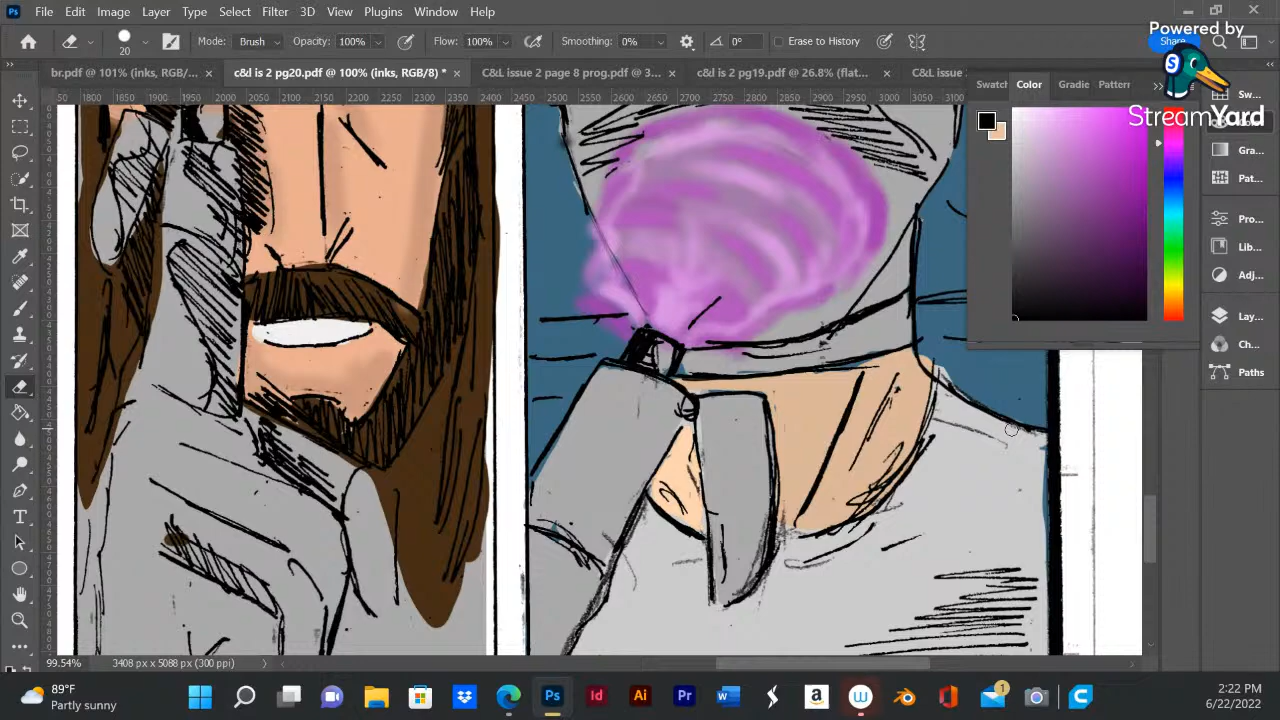 File Edit Image Layer Type Select Filter 3D View Plugins Window Help
Powered by
StreamYard
20 Mode: Brush Opacity: 100% Flow: 100% Smoothing: 0% 0° Erase to History Share
br.pdf @ 101% (inks, RGB/... × c&l is 2 pg20.pdf @ 100% (inks, RGB/8) * × C&L issue 2 page 8 prog.pdf @ 3... × c&l is 2 pg19.pdf @ 26.8% (flat... × C&L issue
Swatch Color Gradie Pattern
50 1800 1850 1900 1950 2000 2050 2100 2150 2200 2250 2300 2350 2400 2450 2500 2550 2600 2650 2700 2750 2800 2850 2900 2950 3000 3050 3100
Sw...
Gra...
Pat...
Pro...
Lib...
Adj...
Lay...
Ch...
Paths
99.54% 3408 px x 5088 px (300 ppi)
89°F
Partly sunny
2:22 PM
6/22/2022